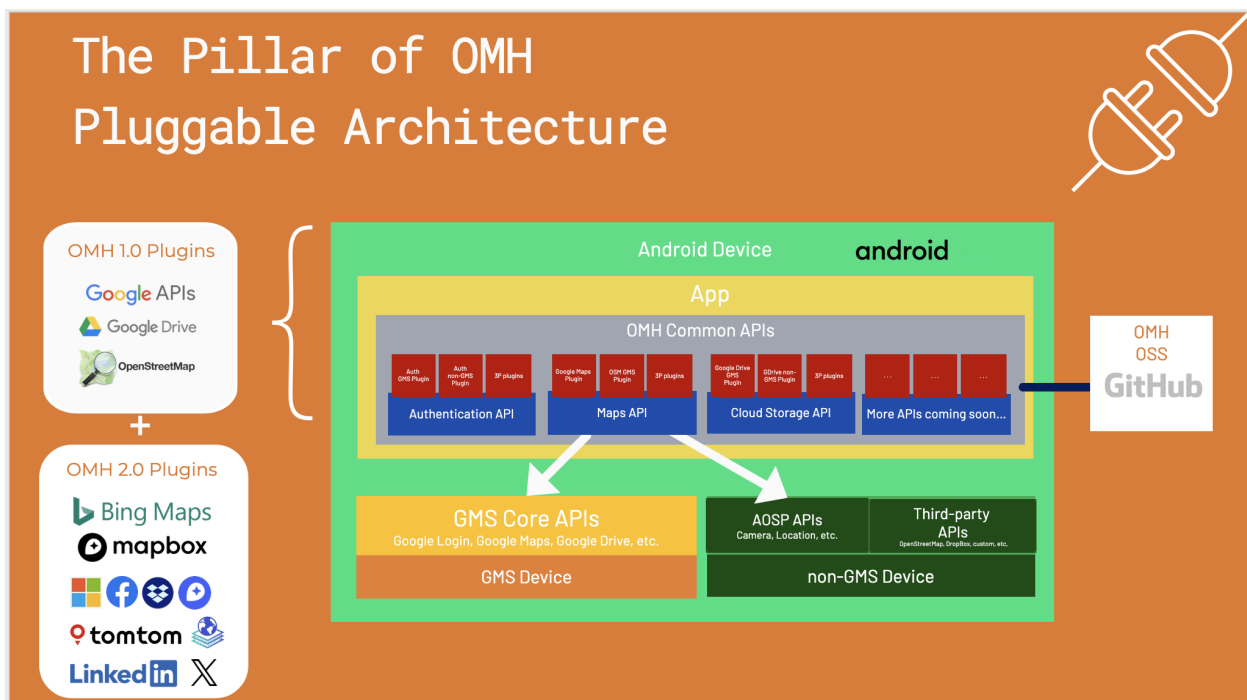 The Pillar of OMH
Pluggable Architecture
OMH 1.0 Plugins
Google APIs
Google Drive
OpenStreetMap
+
OMH 2.0 Plugins
Bing Maps
mapbox
tomtom
Linked in X
Android Device android
App
OMH Common APIs
Auth
GMS Plugin
Auth
non-GMS
Plugin
3P plugins
Authentication API
Google Maps
Plugin
OSM GMS
Plugin
3P plugins
Maps API
Google Drive
GMS
Plugin
GDrive non-
GMS Plugin
3P plugins
Cloud Storage API
...
...
...
More APIs coming soon...
GMS Core APIs
Google Login, Google Maps, Google Drive, etc.
GMS Device
AOSP APIs
Camera, Location, etc.
Third-party
APIs
OpenStreetMap, DropBox, custom, etc,
non-GMS Device
OMH
OSS
GitHub